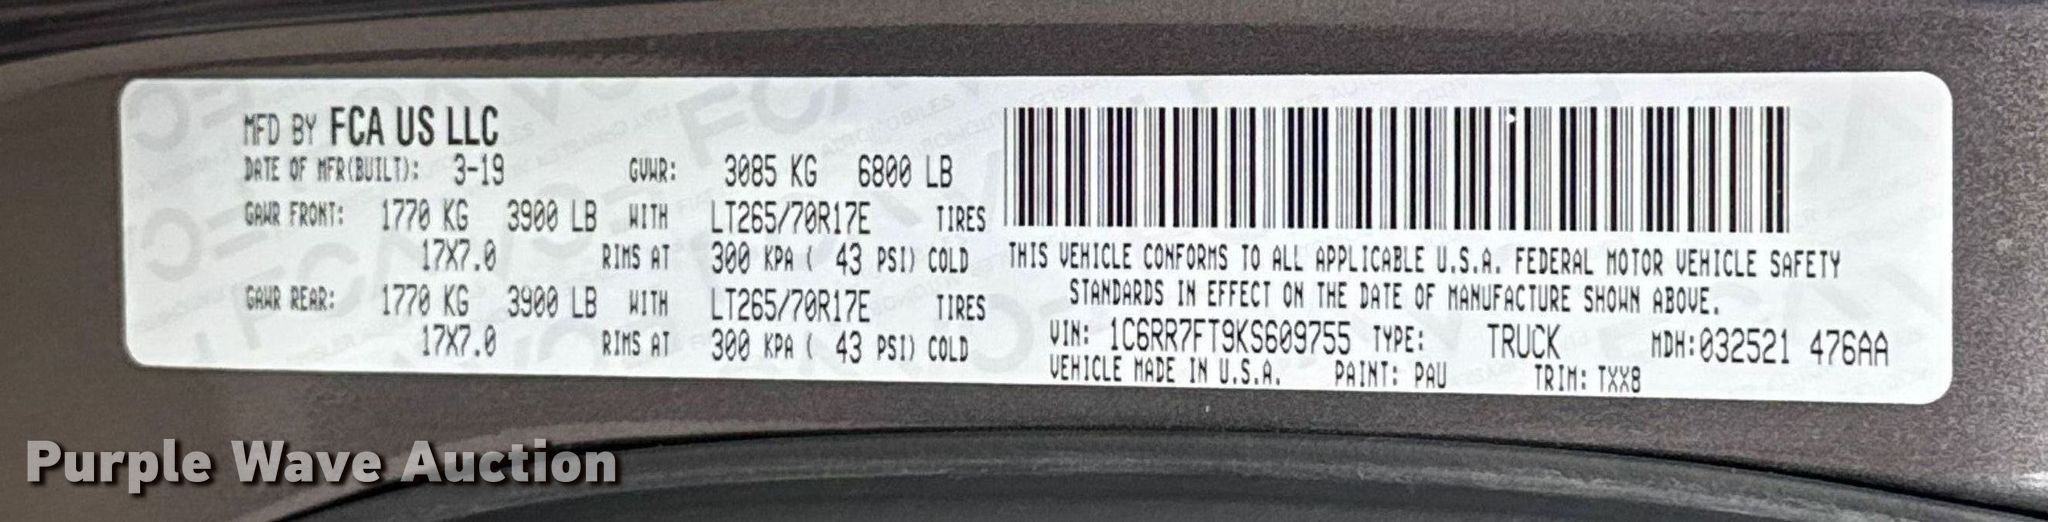 MFD BY FCA US LLC
DATE OF MFR(BUILT): 3-19 GVWR: 3085 KG 6800 LB
GAWR FRONT: 1770 KG 3900 LB WITH LT265/70R17E TIRES
17X7.0 RIMS AT 300 KPA ( 43 PSI) COLD
GAWR REAR: 1770 KG 3900 LB WITH LT265/70R17E TIRES
17X7.0 RIMS AT 300 KPA ( 43 PSI) COLD
THIS VEHICLE CONFORMS TO ALL APPLICABLE U.S.A. FEDERAL MOTOR VEHICLE SAFETY
STANDARDS IN EFFECT ON THE DATE OF MANUFACTURE SHOWN ABOVE.
VIN: 1C6RR7FT9KS609755 TYPE: TRUCK MDH:032521 476AA
VEHICLE MADE IN U.S.A. PAINT: PAU TRIM: TXX8
Purple Wave Auction